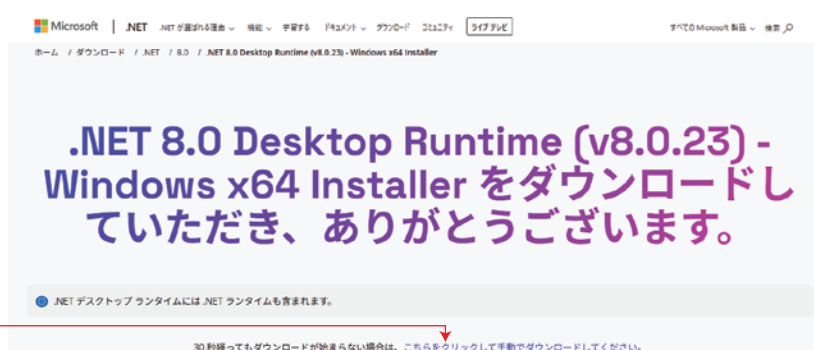 Microsoft | .NET .NET が選ばれる理由 機能 学習する ドキュメント ダウンロード コミュニティ ライブ テレビ すべての Microsoft 製品 検索
ホーム / ダウンロード / .NET / 8.0 / .NET 8.0 Desktop Runtime (v8.0.23) - Windows x64 Installer
.NET 8.0 Desktop Runtime (v8.0.23) -
Windows x64 Installer をダウンロードし
ていただき、ありがとうございます。
.NET デスクトップ ランタイムには .NET ランタイムも含まれます。
30 秒経ってもダウンロードが始まらない場合は、こちらをクリックして手動でダウンロードしてください。